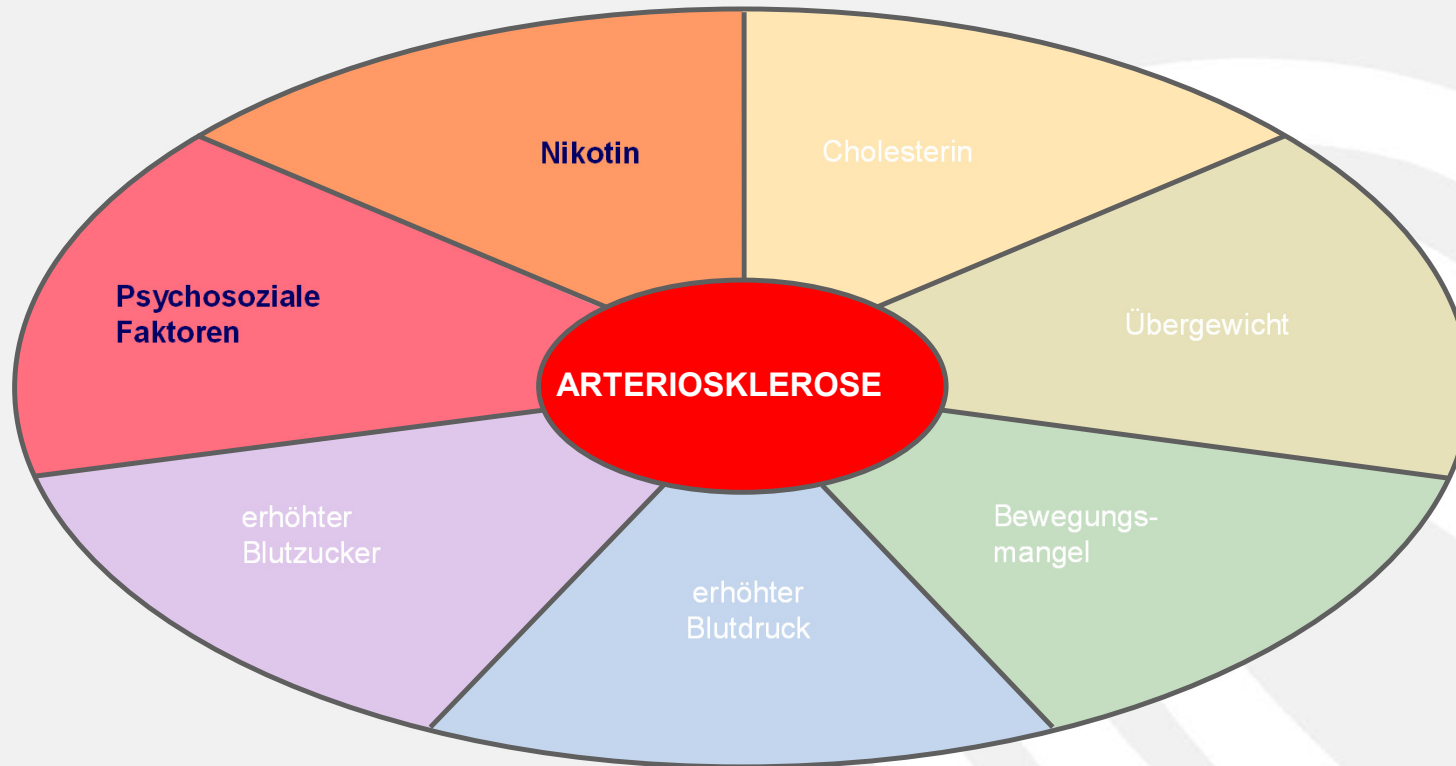 Nikotin
Cholesterin
Psychosoziale
Faktoren
Übergewicht
ARTERIOSKLEROSE
erhöhter
Blutzucker
Bewegungs-
mangel
erhöhter
Blutdruck